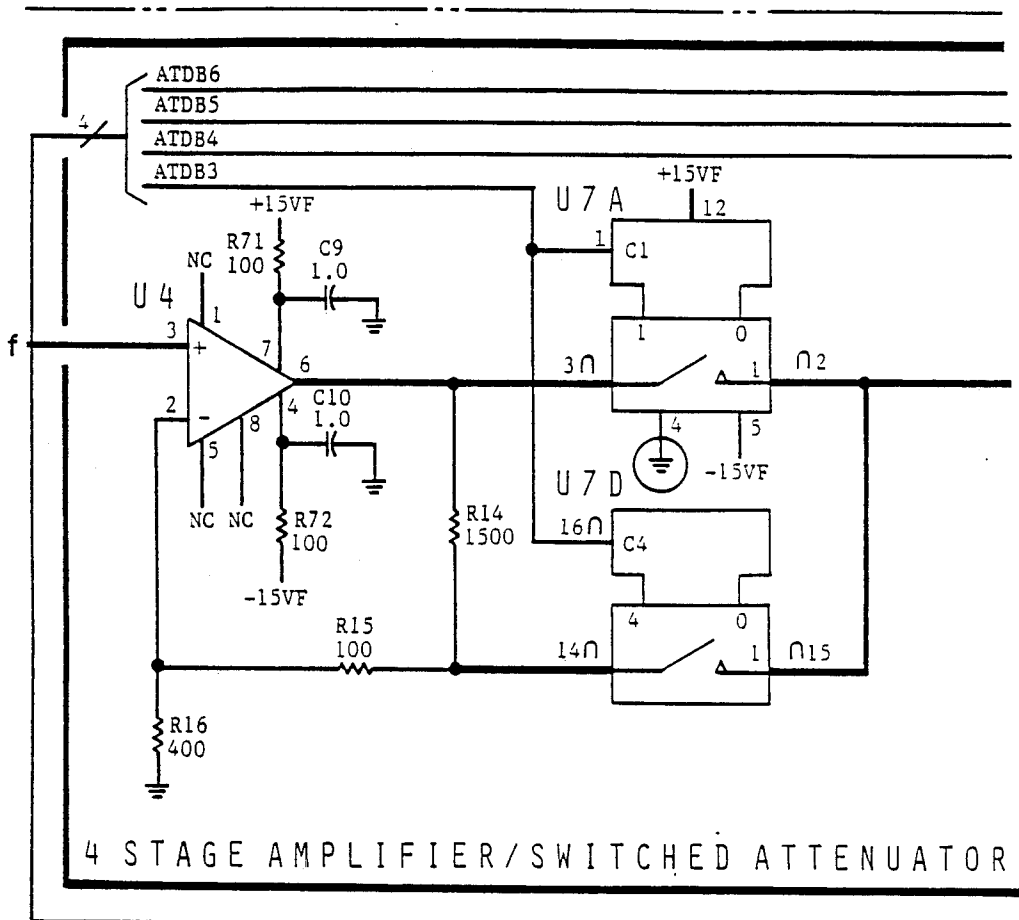 ATDB6
ATDB5
4
ATDB4
ATDB3
+15VF
U7A
12
+15VF
R71
100
C9
1.0
1
C1
NC
U4
1
3
+
7
6
f
1
0
3
1
2
2
-
4
C10
1.0
8
5
4
5
-15VF
NC
NC
R72
100
-15VF
R14
1500
U7D
16
C4
4
0
R15
100
14
1
15
R16
400
4 STAGE AMPLIFIER/SWITCHED ATTENUATOR